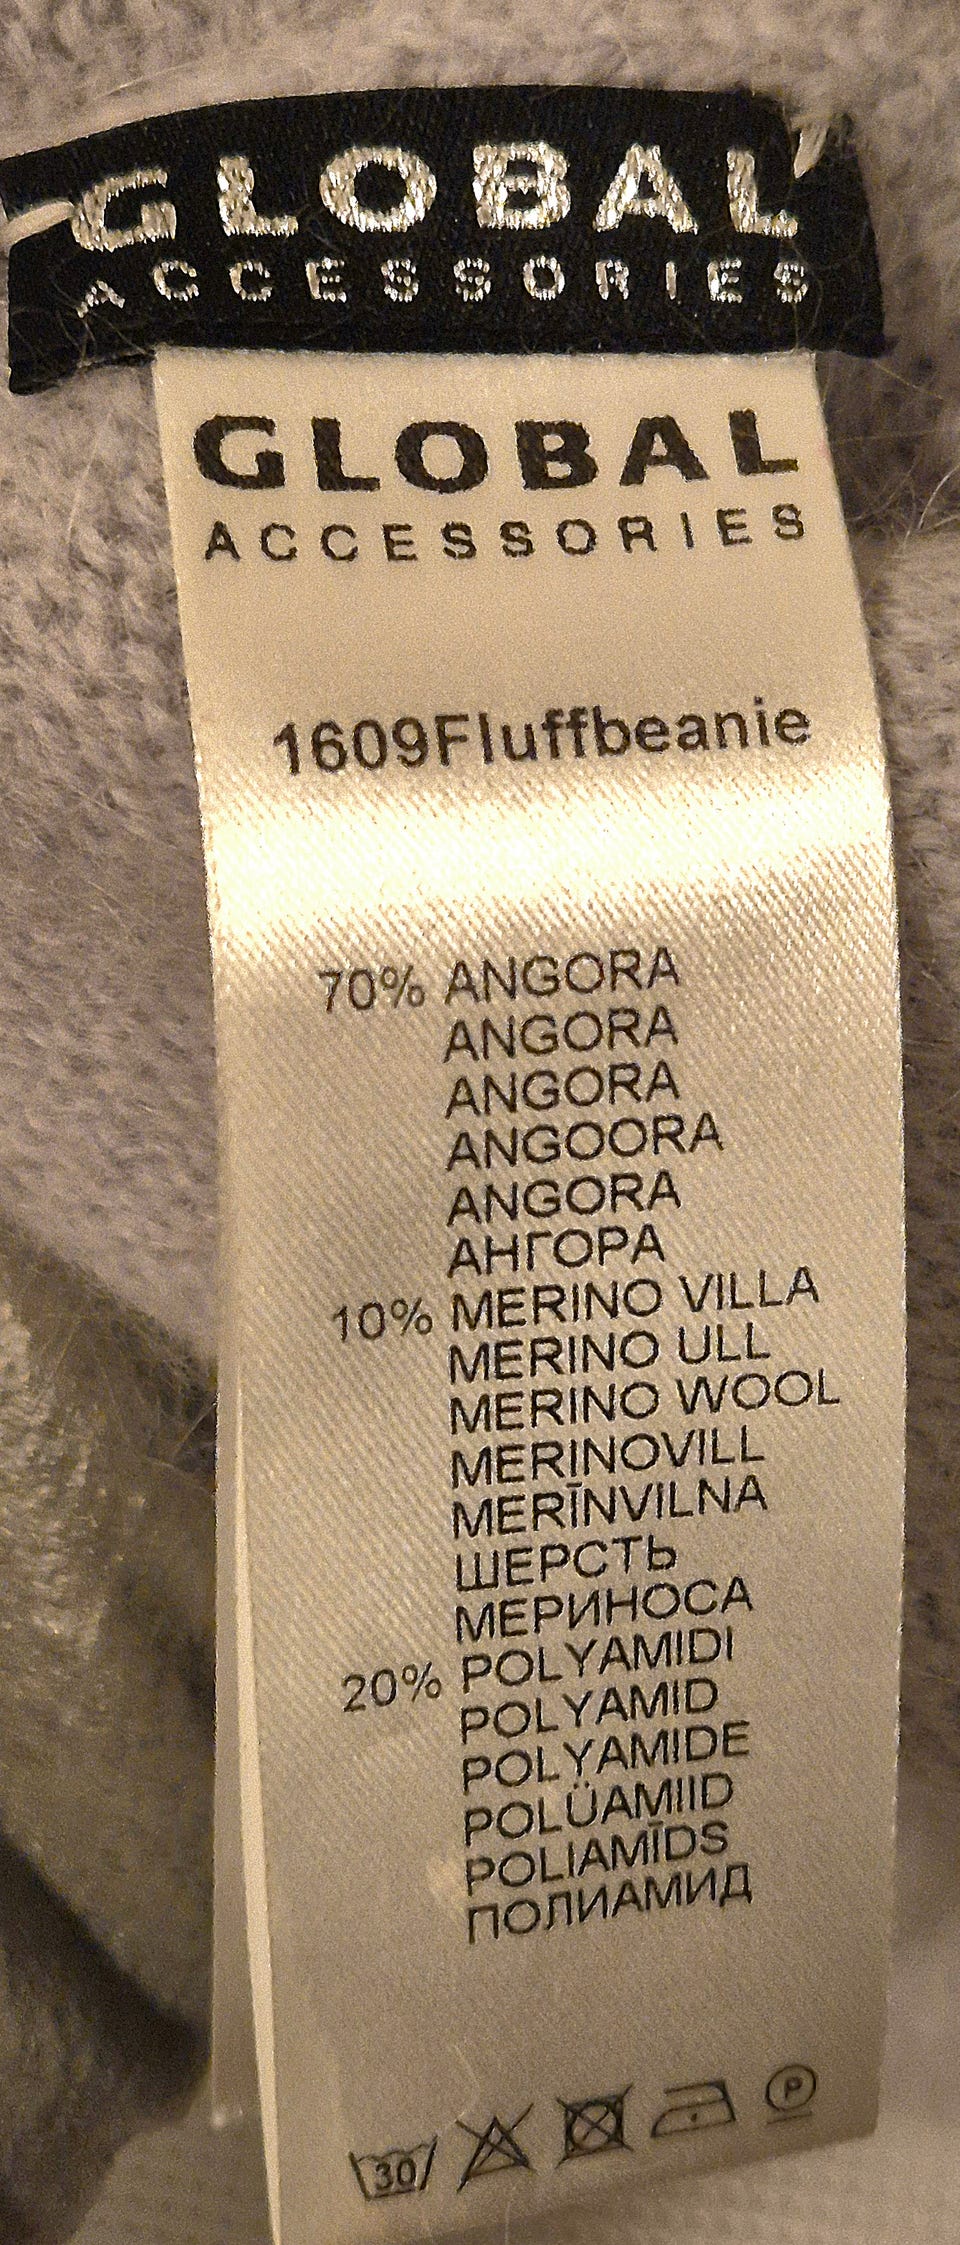 GLOBAL
ACCESSORIES
GLOBAL
ACCESSORIES
1609Fluffbeanie
70% ANGORA
ANGORA
ANGORA
ANGOORA
ANGORA
АНГОРА
10% MERINO VILLA
MERINO ULL
MERINO WOOL
MERINOVILL
MERĪNVILNA
ШЕРСТЬ
МЕРИНОСА
20% POLYAMIDI
POLYAMID
POLYAMIDE
POLÜAMIID
POLIAMĪDS
ПОЛИАМИД
30 P